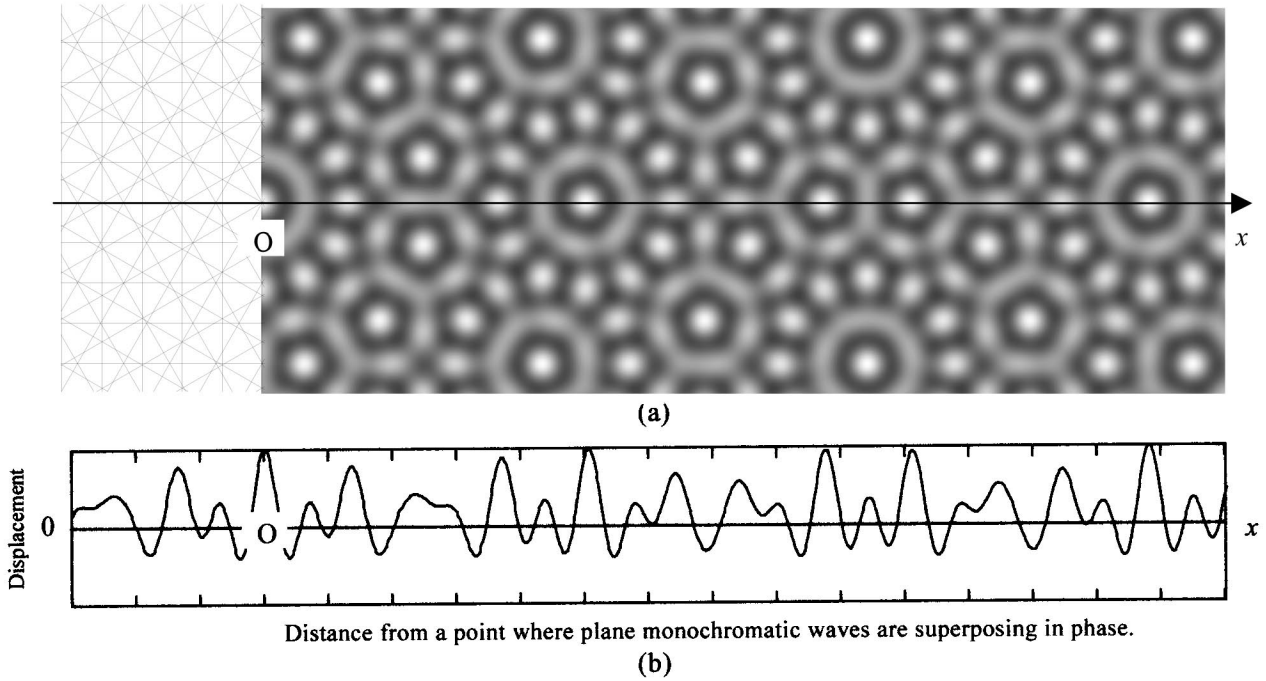 O
x
(a)
Displacement
0
O
x
Distance from a point where plane monochromatic waves are superposing in phase.
(b)